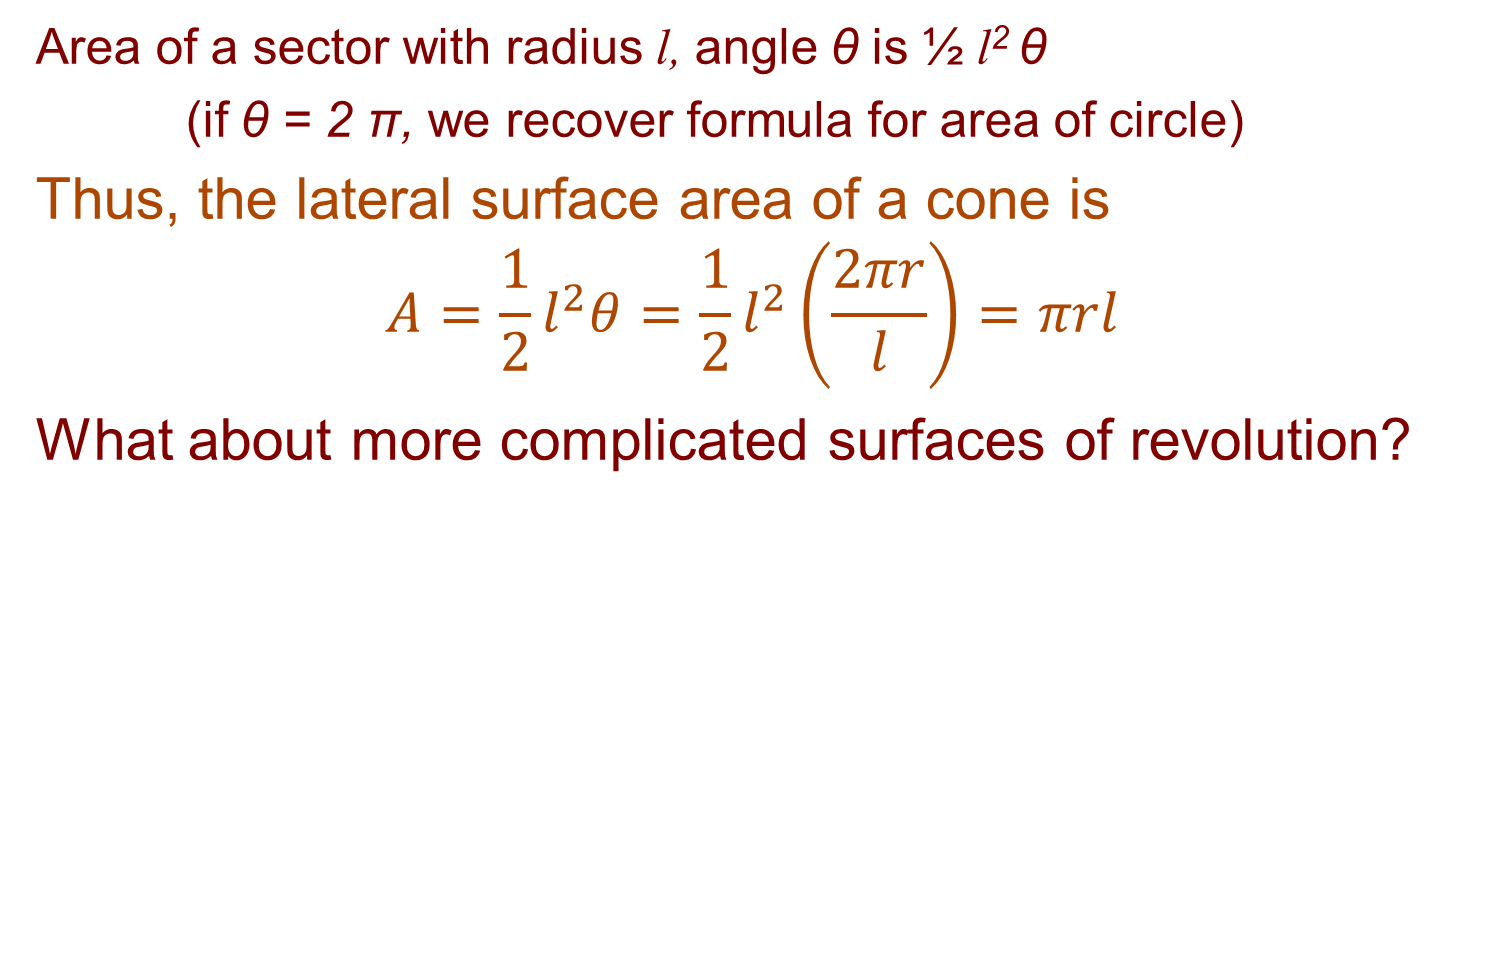 Area of a sector with radius l, angle θ is ½ l² θ
(if θ = 2 π, we recover formula for area of circle)
Thus, the lateral surface area of a cone is
A = 1/2 l²θ = 1/2 l² (2πr/l) = πrl
What about more complicated surfaces of revolution?